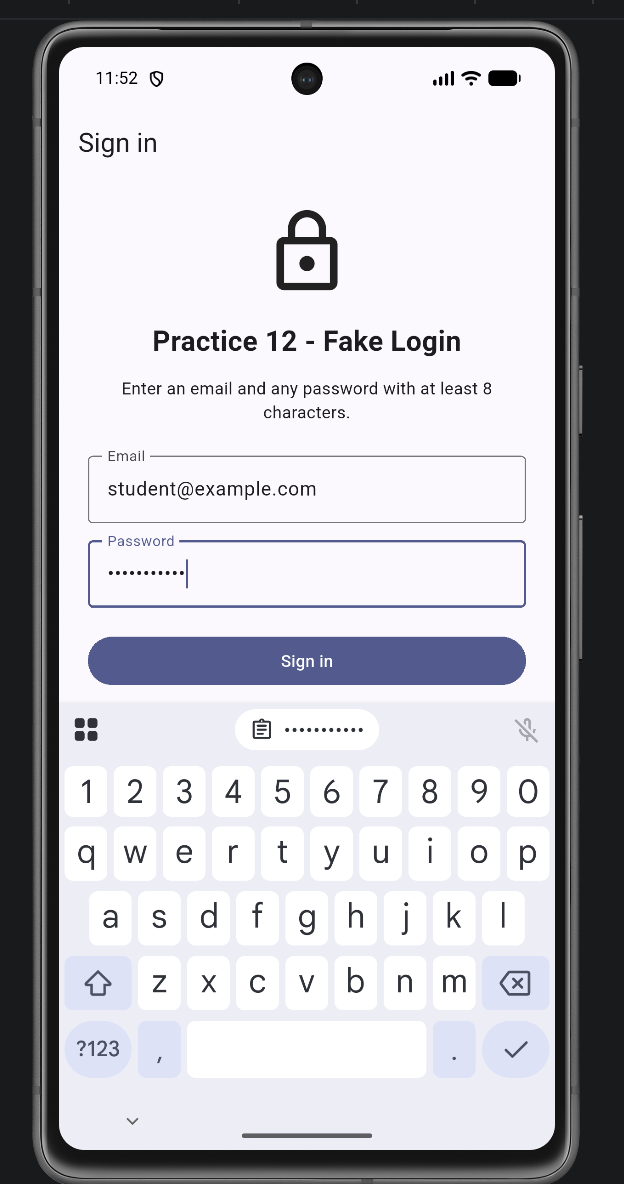 11:52
Sign in
Practice 12 - Fake Login
Enter an email and any password with at least 8
characters.
Email
student@example.com
Password
•••••••••••
Sign in
•••••••••••
1 2 3 4 5 6 7 8 9 0
q w e r t y u i o p
a s d f g h j k l
z x c v b n m
?123 , .